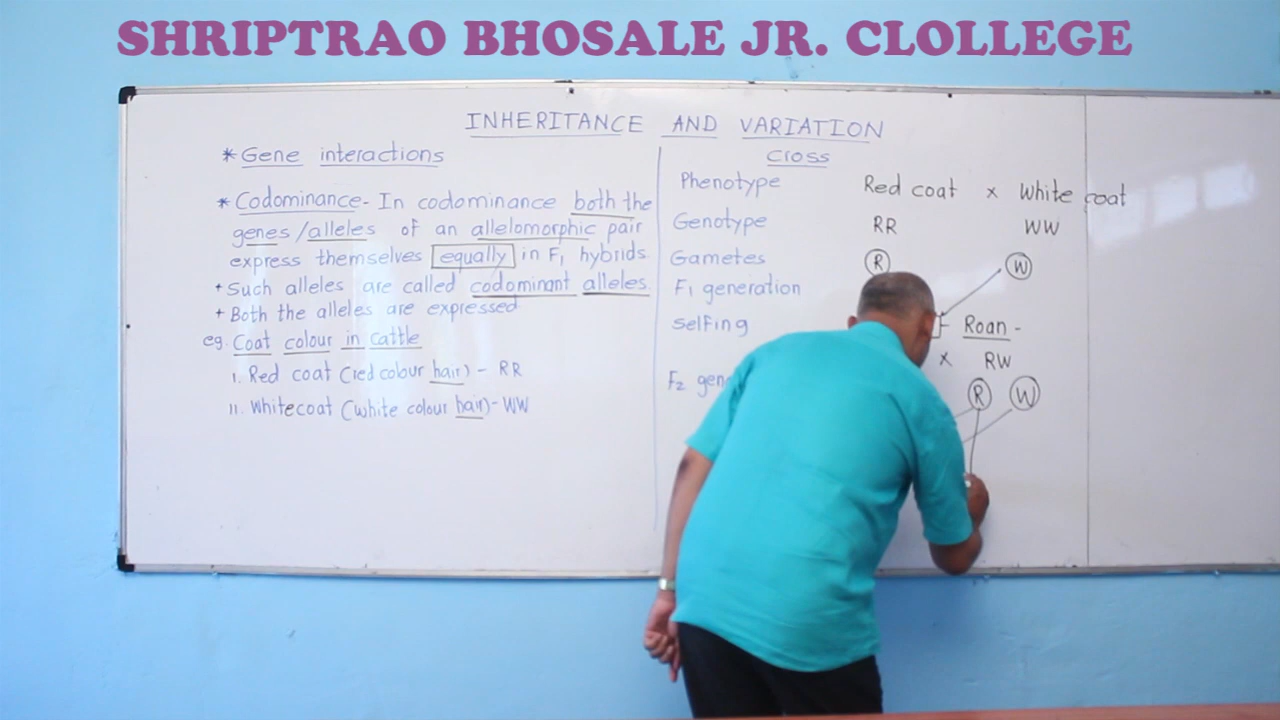 SHRIPTRAO BHOSALE JR. CLOLLEGE
INHERITANCE AND VARIATION
* Gene interactions
* Codominance - In codominance both the
genes / alleles of an allelomorphic pair
express themselves equally in F1 hybrids.
+ Such alleles are called codominant alleles.
+ Both the alleles are expressed
eg. Coat colour in cattle
I. Red coat (red colour hair) - RR
II. White coat (white colour hair) - WW
Cross
Phenotype Red coat x White coat
Genotype RR WW
Gametes R W
F1 generation
Selfing Roan -
x RW
F2 gen
R W